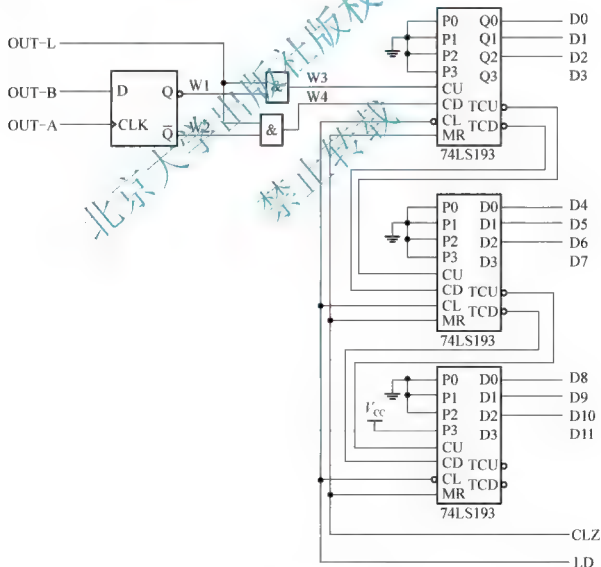 OUT-L
OUT-B
OUT-A
D Q
CLK Q̅
W1
W2
&
&
W3
W4
P0 Q0
P1 Q1
P2 Q2
P3 Q3
CU
CD TCU
CL TCD
MR
74LS193
D0
D1
D2
D3
P0 D0
P1 D1
P2 D2
P3 D3
CU
CD TCU
CL TCD
MR
74LS193
D4
D5
D6
D7
VCC
P0 D0
P1 D1
P2 D2
P3 D3
CU
CD TCU
CL TCD
MR
74LS193
D8
D9
D10
D11
CLZ
LD
北京大学出版社版权
禁止转载